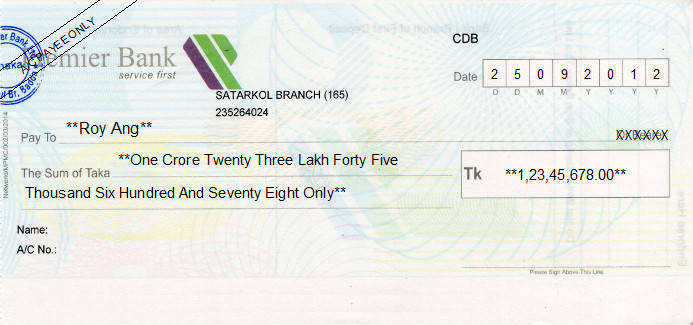 A/C PAYEE ONLY
Premier Bank
service first
CDB
Date 2 5 0 9 2 0 1 2
D D M M Y Y Y Y
SATARKOL BRANCH (165)
235264024
Pay To **Roy Ang**
XXXXXX
The Sum of Taka **One Crore Twenty Three Lakh Forty Five
Thousand Six Hundred And Seventy Eight Only**
Tk **1,23,45,678.00**
Name:
A/C No.:
Please Sign Above This Line